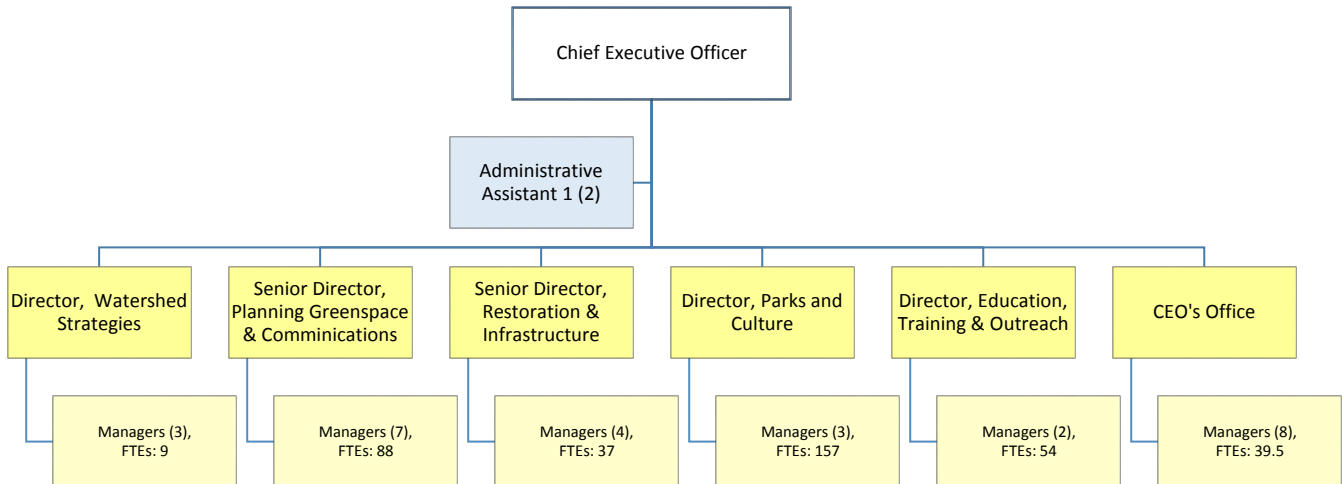 Chief Executive Officer
Administrative
Assistant 1 (2)
Director, Watershed
Strategies
Senior Director,
Planning Greenspace
& Comminications
Senior Director,
Restoration &
Infrastructure
Director, Parks and
Culture
Director, Education,
Training & Outreach
CEO's Office
Managers (3),
FTEs: 9
Managers (7),
FTEs: 88
Managers (4),
FTEs: 37
Managers (3),
FTEs: 157
Managers (2),
FTEs: 54
Managers (8),
FTEs: 39.5